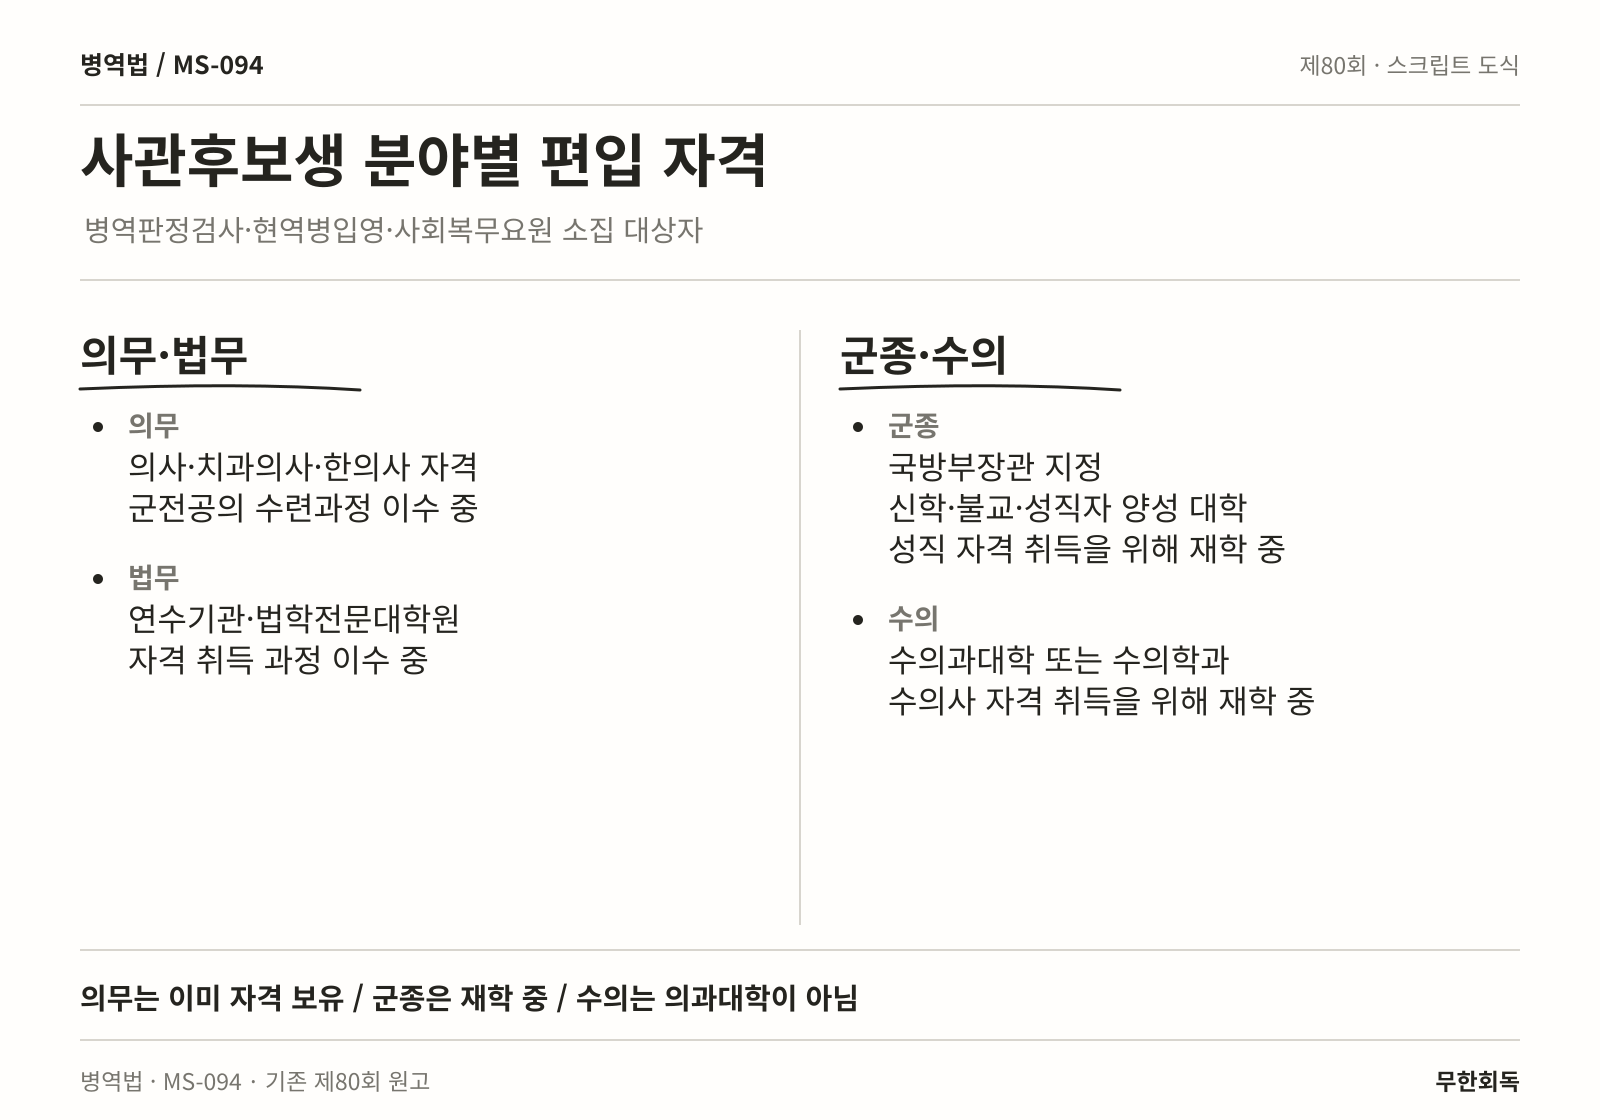 병역법 / MS-094
제80회 · 스크립트 도식
사관후보생 분야별 편입 자격
병역판정검사·현역병입영·사회복무요원 소집 대상자
의무·법무
• 의무
의사·치과의사·한의사 자격
군전공의 수련과정 이수 중
• 법무
연수기관·법학전문대학원
자격 취득 과정 이수 중
군종·수의
• 군종
국방부장관 지정
신학·불교·성직자 양성 대학
성직 자격 취득을 위해 재학 중
• 수의
수의과대학 또는 수의학과
수의사 자격 취득을 위해 재학 중
의무는 이미 자격 보유 / 군종은 재학 중 / 수의는 의과대학이 아님
병역법 · MS-094 · 기존 제80회 원고
무한회독